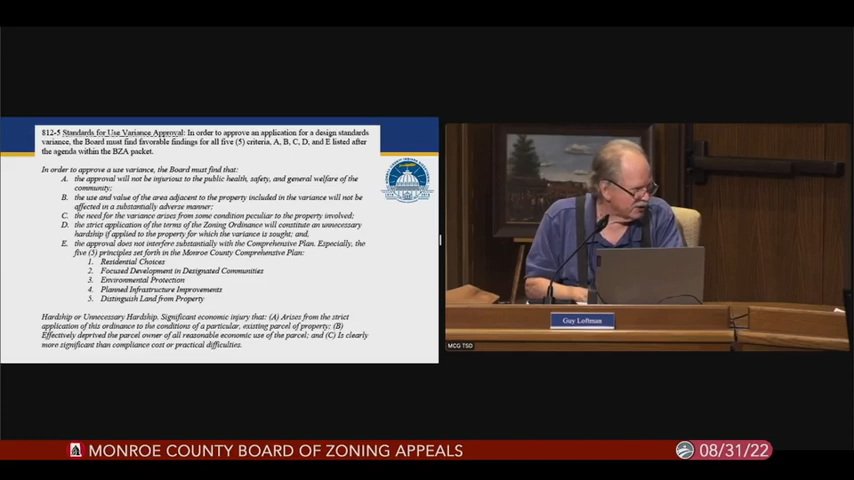 812-5 Standards for Use Variance Approval: In order to approve an application for a design standards
variance, the Board must find favorable findings for all five (5) criteria, A, B, C, D, and E listed after
the agenda within the BZA packet.
In order to approve a use variance, the Board must find that:
A. the approval will not be injurious to the public health, safety, and general welfare of the
community;
B. the use and value of the area adjacent to the property included in the variance will not be
affected in a substantially adverse manner;
C. the need for the variance arises from some condition peculiar to the property involved;
D. the strict application of the terms of the Zoning Ordinance will constitute an unnecessary
hardship if applied to the property for which the variance is sought; and,
E. the approval does not interfere substantially with the Comprehensive Plan. Especially, the
five (5) principles set forth in the Monroe County Comprehensive Plan:
1. Residential Choices
2. Focused Development in Designated Communities
3. Environmental Protection
4. Planned Infrastructure Improvements
5. Distinguish Land from Property
Hardship or Unnecessary Hardship. Significant economic injury that: (A) Arises from the strict
application of this ordinance to the conditions of a particular, existing parcel of property; (B)
Effectively deprived the parcel owner of all reasonable economic use of the parcel; and (C) Is clearly
more significant than compliance cost or practical difficulties.
Guy Loftman
MCG TSD
MONROE COUNTY BOARD OF ZONING APPEALS
08/31/22